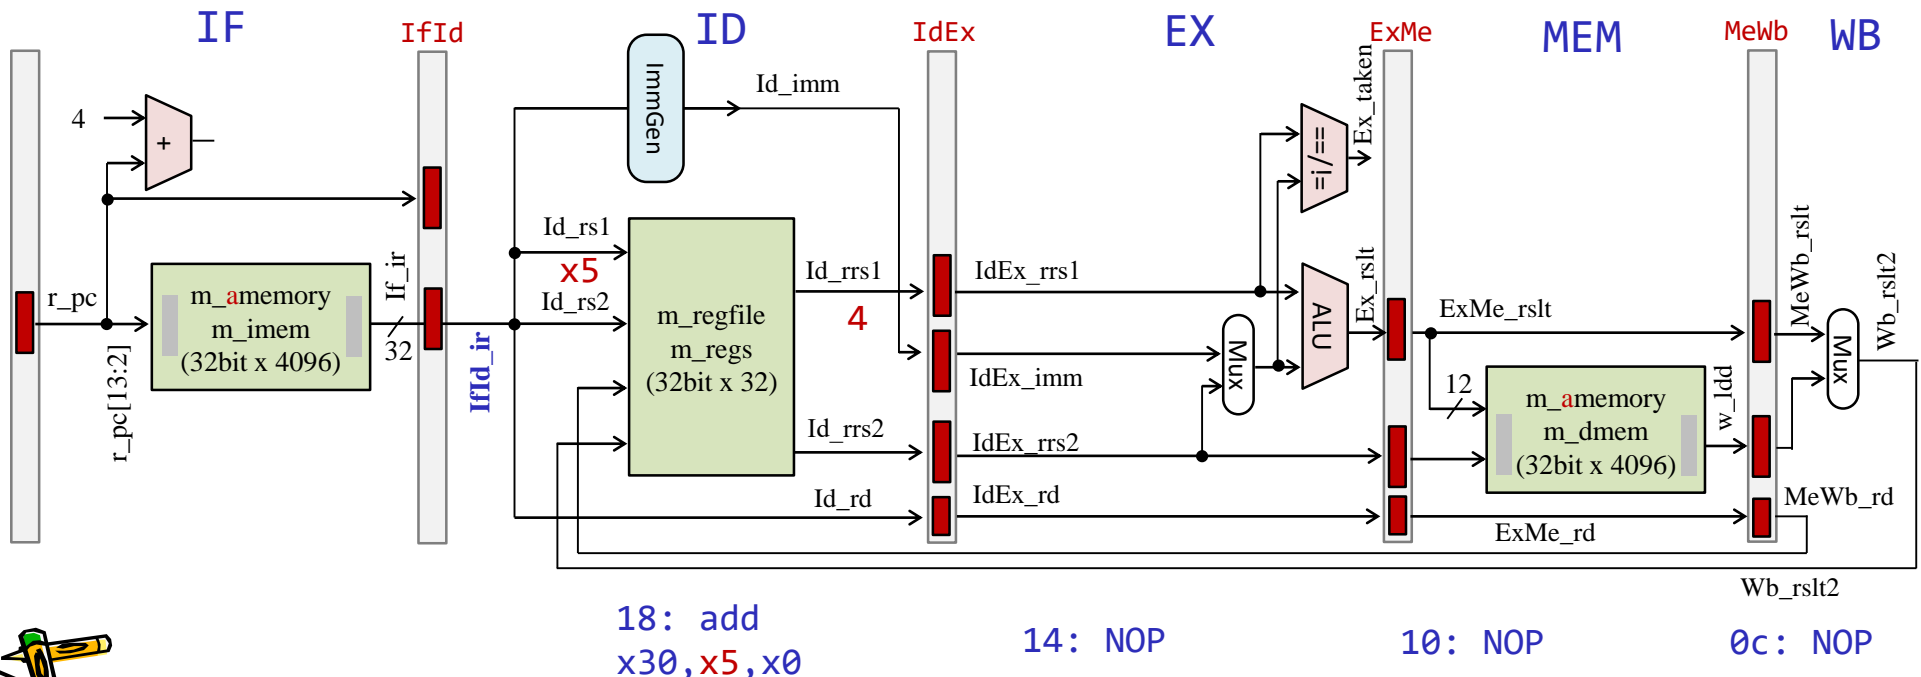 IF
IfId
ID
IdEx
EX
ExMe
MEM
MeWb
WB
4
+
ImmGen
Id_imm
==/!=
Ex_taken
r_pc
r_pc[13:2]
m_amemory
m_imem
(32bit x 4096)
If_ir
32
IfId_ir
Id_rs1
x5
Id_rs2
m_regfile
m_regs
(32bit x 32)
Id_rrs1
4
Id_rrs2
Id_rd
IdEx_rrs1
IdEx_imm
IdEx_rrs2
IdEx_rd
Mux
ALU
Ex_rslt
ExMe_rslt
12
m_amemory
m_dmem
(32bit x 4096)
w_ldd
ExMe_rd
MeWb_rslt
Mux
Wb_rslt2
MeWb_rd
Wb_rslt2
18: add
x30,x5,x0
14: NOP
10: NOP
0c: NOP